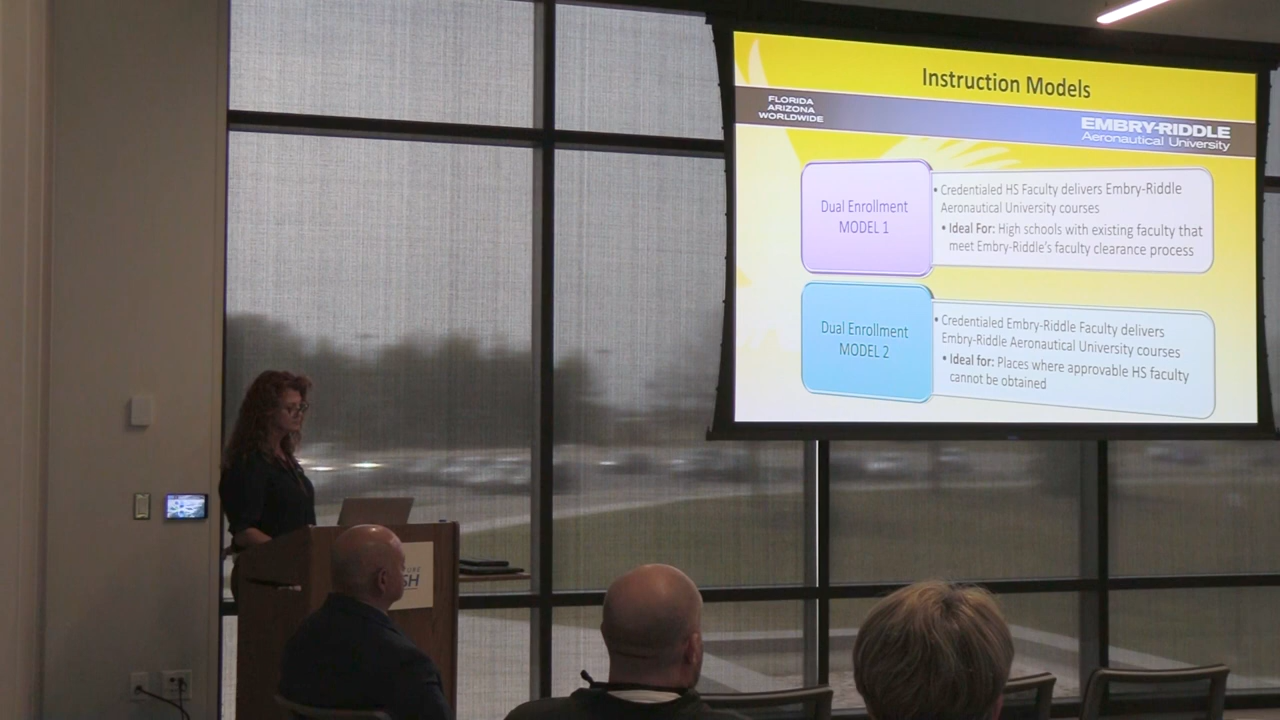 Instruction Models
FLORIDA
ARIZONA
WORLDWIDE
EMBRY-RIDDLE
Aeronautical University
Dual Enrollment
MODEL 1
• Credentialed HS Faculty delivers Embry-Riddle
Aeronautical University courses
• Ideal For: High schools with existing faculty that
meet Embry-Riddle's faculty clearance process
Dual Enrollment
MODEL 2
• Credentialed Embry-Riddle Faculty delivers
Embry-Riddle Aeronautical University courses
• Ideal for: Places where approvable HS faculty
cannot be obtained